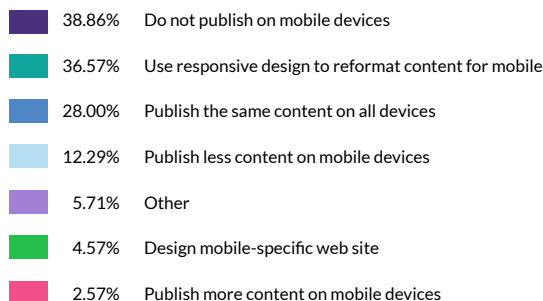 38.86% Do not publish on mobile devices
36.57% Use responsive design to reformat content for mobile
28.00% Publish the same content on all devices
12.29% Publish less content on mobile devices
5.71% Other
4.57% Design mobile-specific web site
2.57% Publish more content on mobile devices